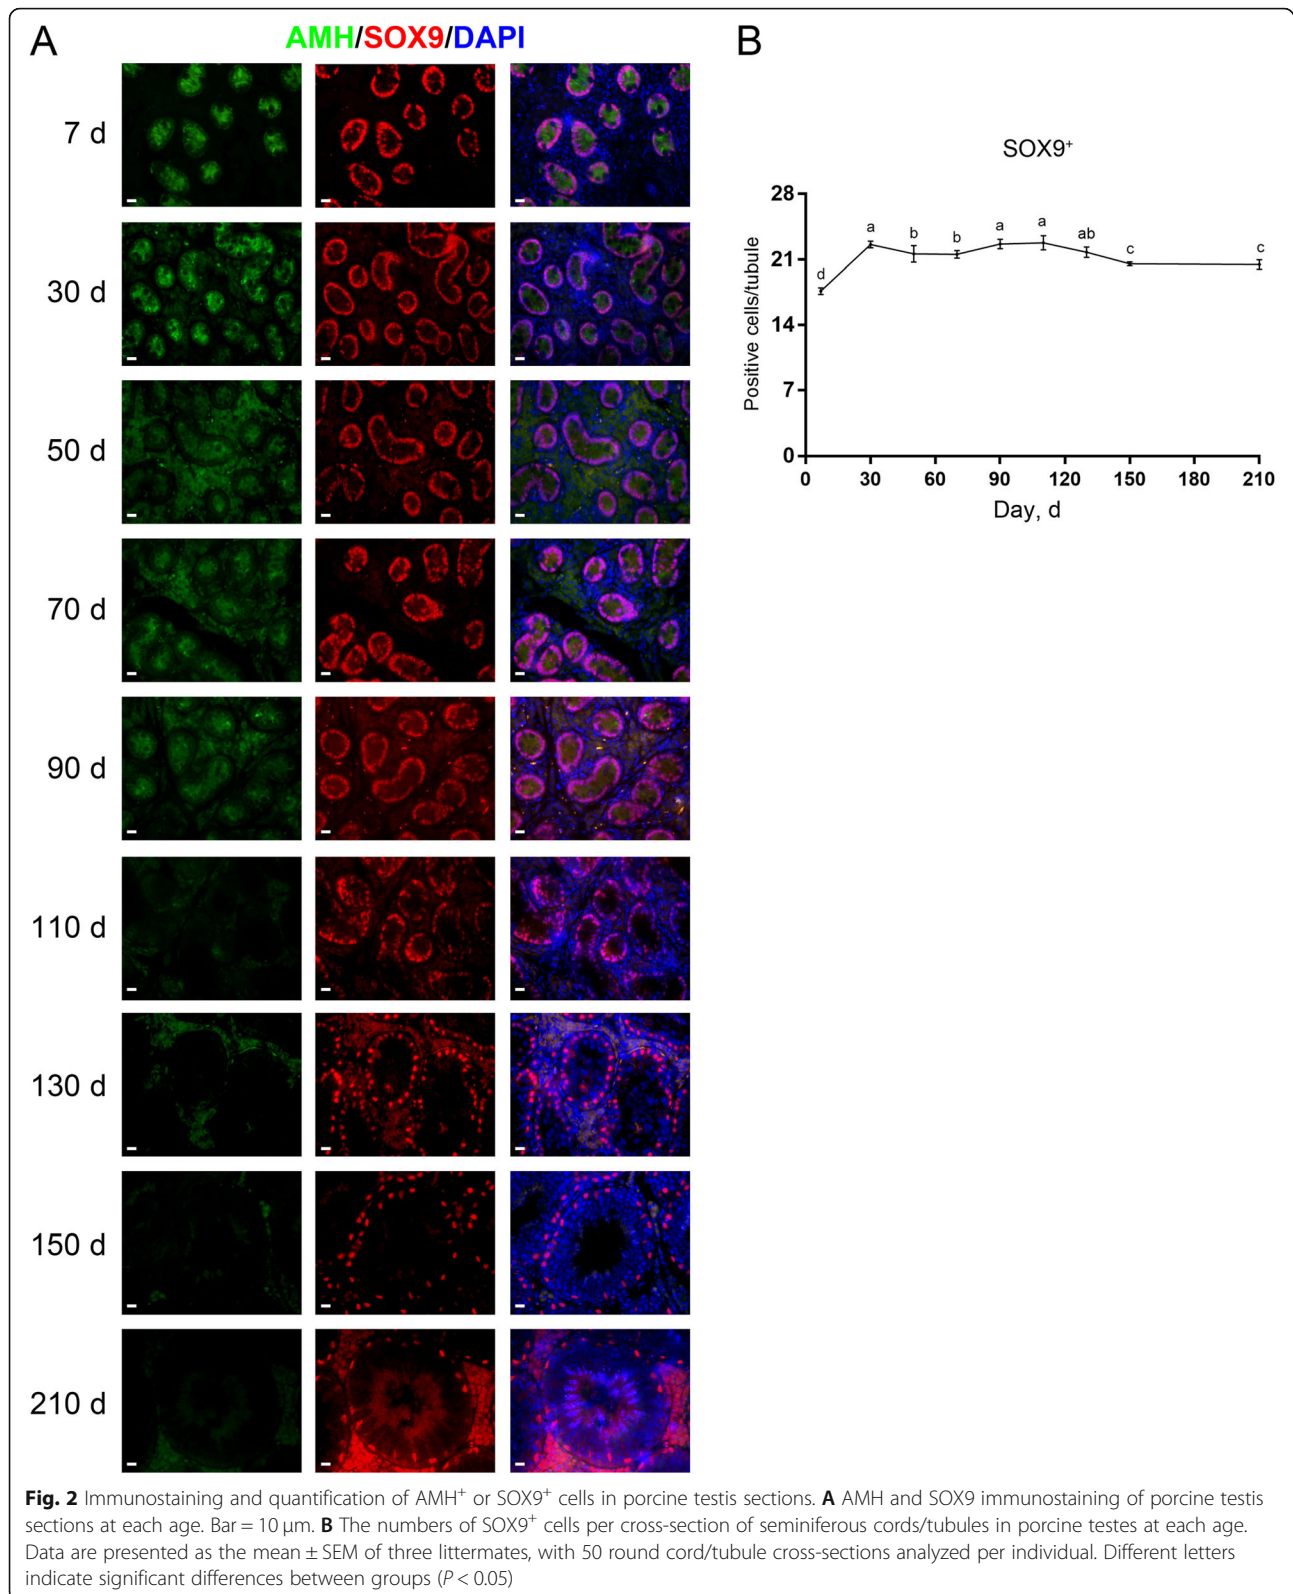 A
AMH/SOX9/DAPI
7 d
30 d
50 d
70 d
90 d
110 d
130 d
150 d
210 d
B
SOX9⁺
Positive cells/tubule
28
21
14
7
0
d
a
b
b
a
a
ab
c
c
0 30 60 90 120 150 180 210
Day, d
Fig. 2 Immunostaining and quantification of AMH⁺ or SOX9⁺ cells in porcine testis sections. A AMH and SOX9 immunostaining of porcine testis
sections at each age. Bar = 10 μm. B The numbers of SOX9⁺ cells per cross-section of seminiferous cords/tubules in porcine testes at each age.
Data are presented as the mean ± SEM of three littermates, with 50 round cord/tubule cross-sections analyzed per individual. Different letters
indicate significant differences between groups (P < 0.05)